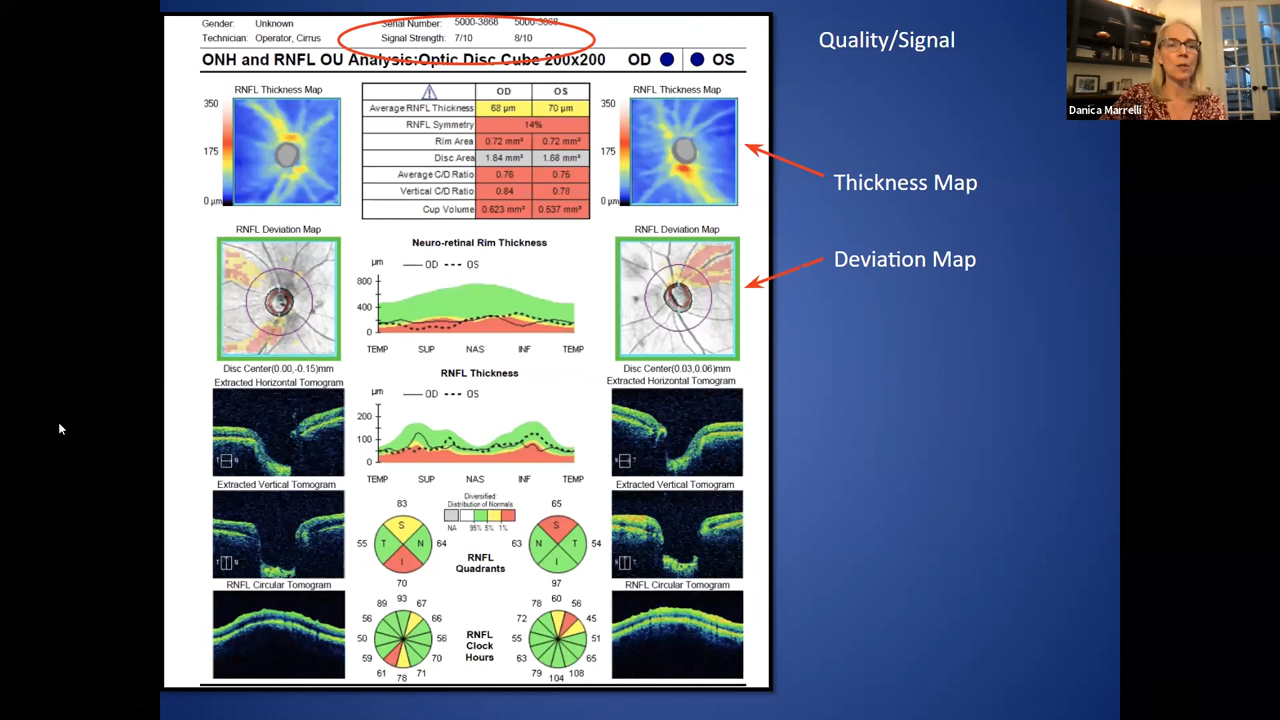 Gender: Unknown Serial Number: 5000-3868 5000-3868
Technician: Operator, Cirrus Signal Strength: 7/10 8/10
ONH and RNFL OU Analysis:Optic Disc Cube 200x200 OD OS
Quality/Signal
Danica Marrelli
RNFL Thickness Map
350
175
0 µm
OD OS
Average RNFL Thickness 68 µm 70 µm
RNFL Symmetry 14%
Rim Area 0.72 mm² 0.72 mm²
Disc Area 1.64 mm² 1.68 mm²
Average C/D Ratio 0.76 0.75
Vertical C/D Ratio 0.84 0.78
Cup Volume 0.623 mm³ 0.537 mm³
RNFL Thickness Map
350
175
0 µm
Thickness Map
Deviation Map
RNFL Deviation Map
Disc Center(0.00,-0.15)mm
Neuro-retinal Rim Thickness
µm OD OS
800
400
0
TEMP SUP NAS INF TEMP
RNFL Deviation Map
Disc Center(0.03,0.06)mm
Extracted Horizontal Tomogram
T N
RNFL Thickness
µm OD OS
200
100
0
TEMP SUP NAS INF TEMP
Extracted Horizontal Tomogram
N T
Extracted Vertical Tomogram
I T
83
S
55 T N 64
I
70
Diversified:
Distribution of Normals
NA 95% 5% 1%
RNFL
Quadrants
65
S
63 N T 54
I
97
Extracted Vertical Tomogram
I T
RNFL Circular Tomogram
93
89 67
56 66
50 56
59 70
61 71
78
RNFL
Clock
Hours
60
78 56
72 45
55 51
63 65
79 108
104
RNFL Circular Tomogram